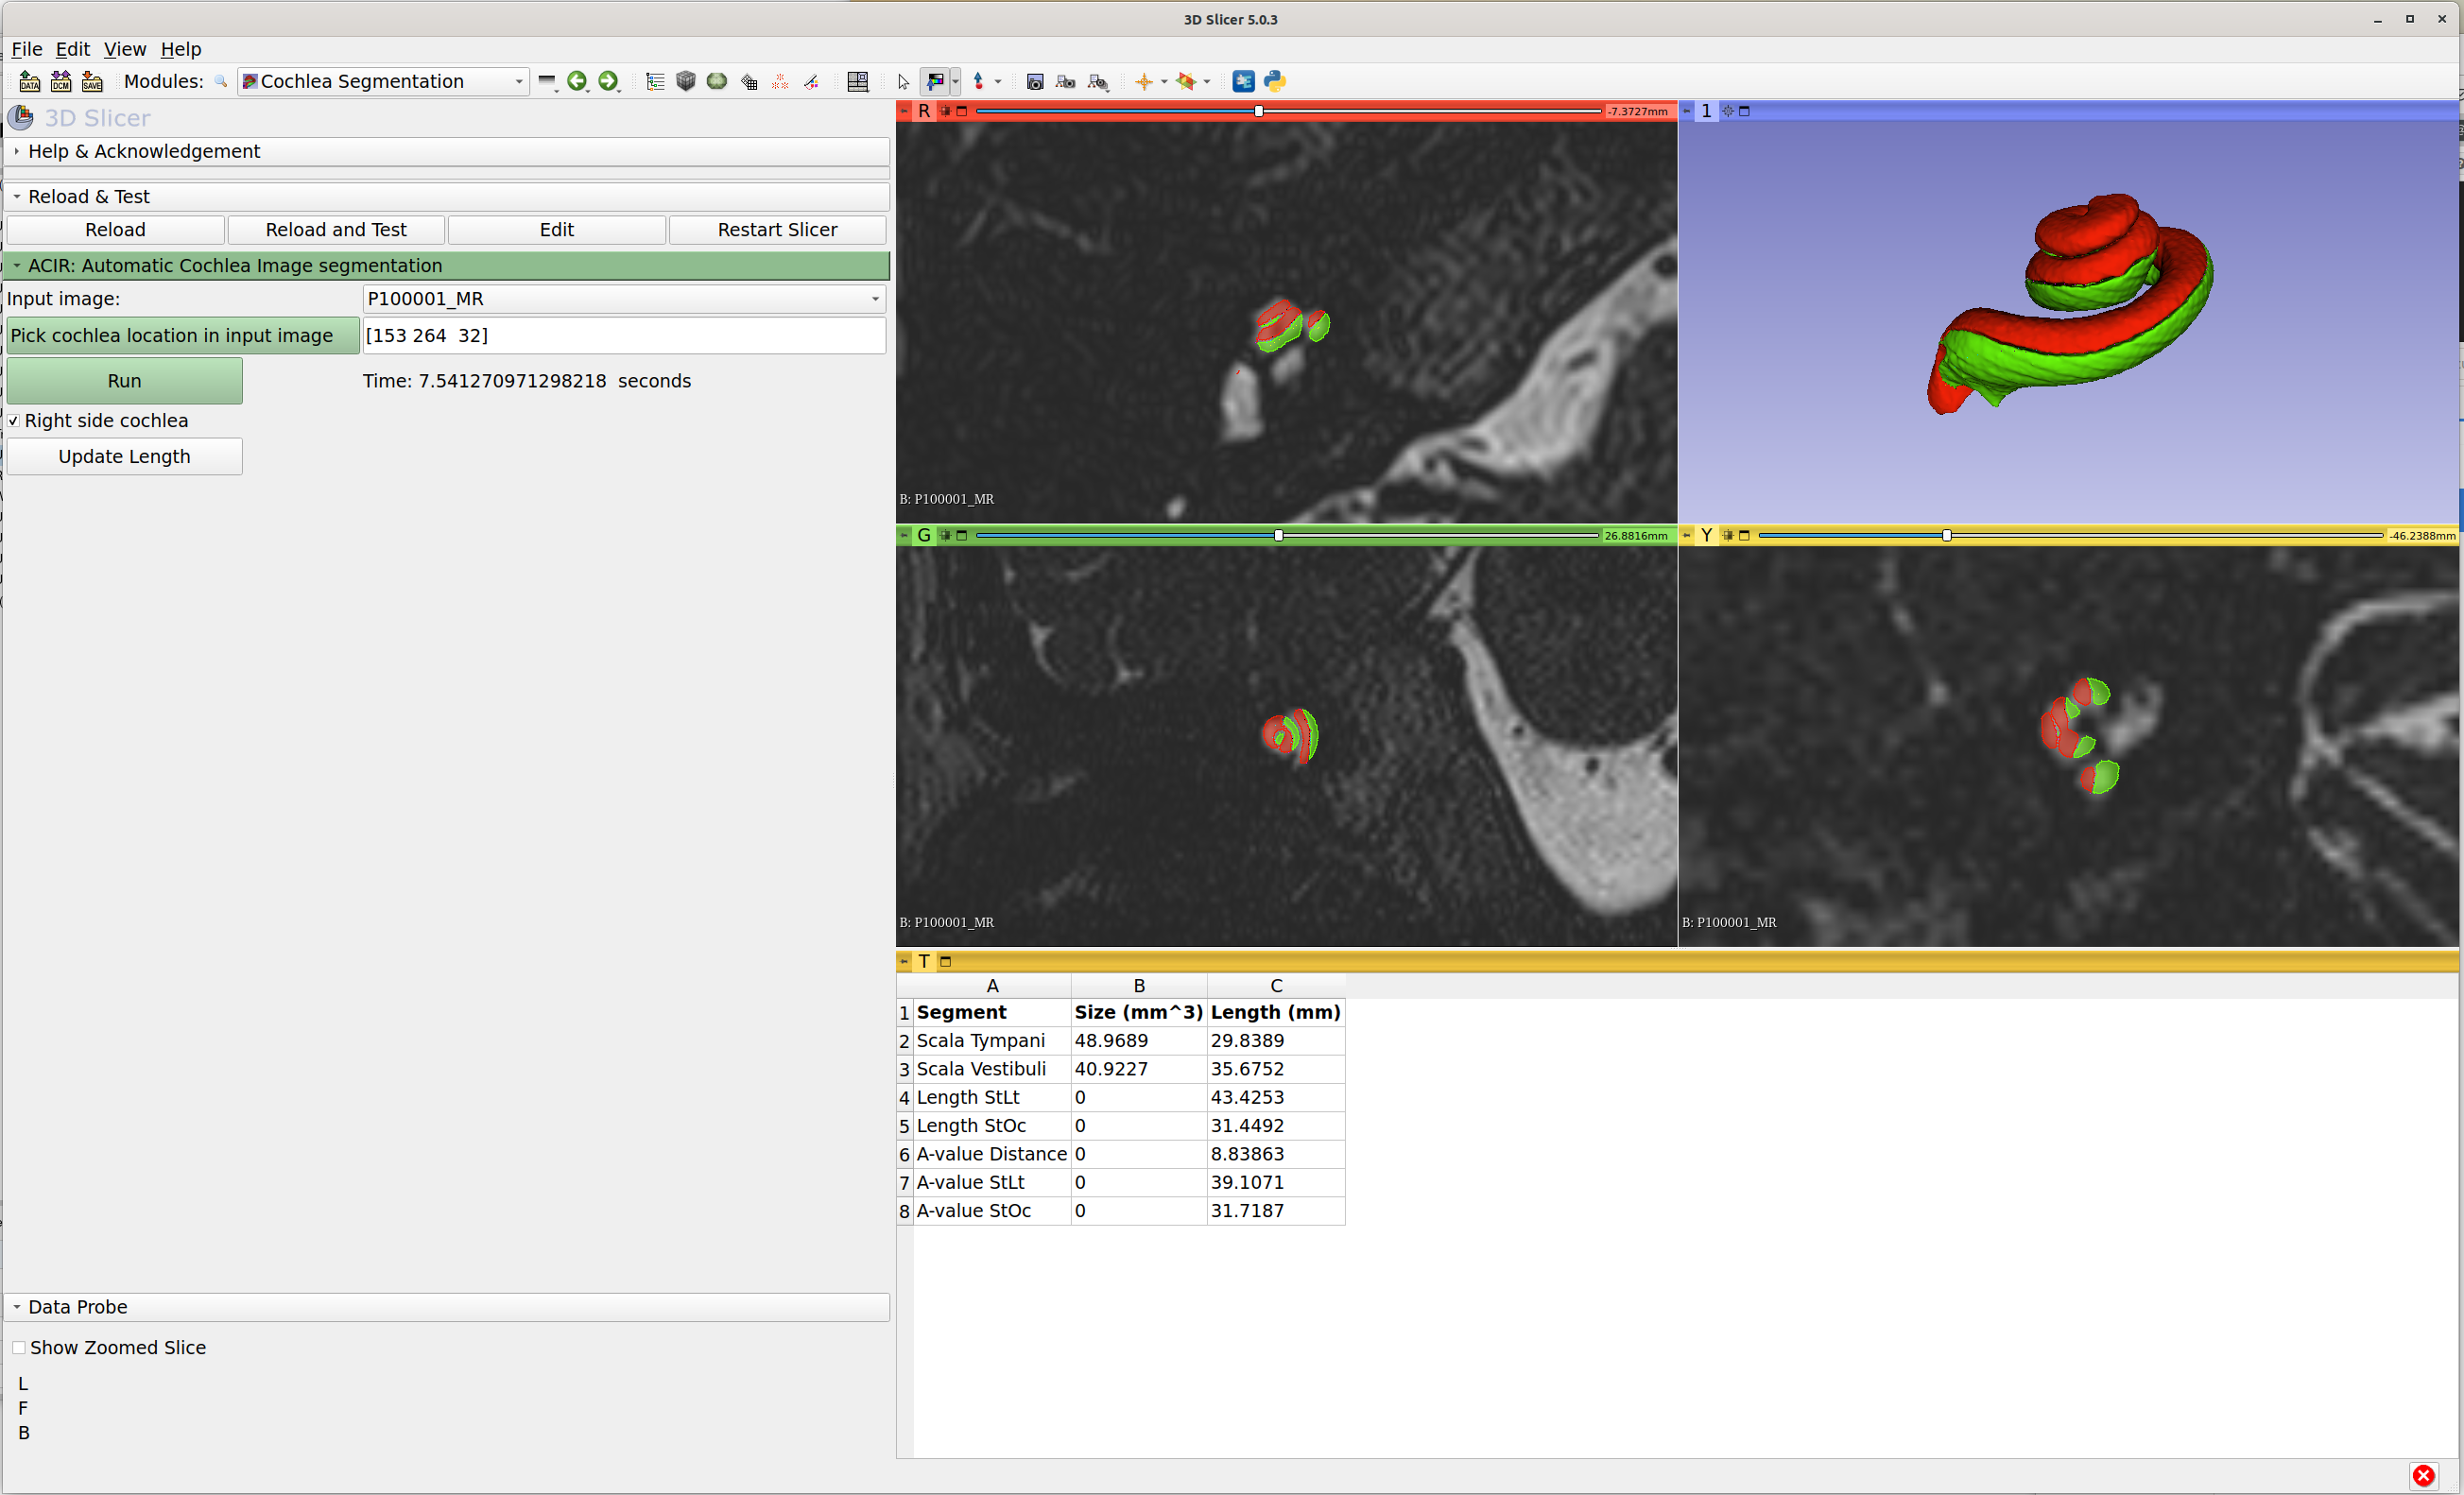 3D Slicer 5.0.3
File Edit View Help
DATA DCM SAVE Modules: Cochlea Segmentation
3D Slicer
Help & Acknowledgement
Reload & Test
Reload Reload and Test Edit Restart Slicer
ACIR: Automatic Cochlea Image segmentation
Input image: P100001_MR
Pick cochlea location in input image [153 264 32]
Run Time: 7.541270971298218 seconds
Right side cochlea
Update Length
Data Probe
Show Zoomed Slice
L
F
B
R -7.3727mm
B: P100001_MR
1
G 26.8816mm
B: P100001_MR
Y -46.2388mm
B: P100001_MR
T
A B C
1 Segment Size (mm^3) Length (mm)
2 Scala Tympani 48.9689 29.8389
3 Scala Vestibuli 40.9227 35.6752
4 Length StLt 0 43.4253
5 Length StOc 0 31.4492
6 A-value Distance 0 8.83863
7 A-value StLt 0 39.1071
8 A-value StOc 0 31.7187